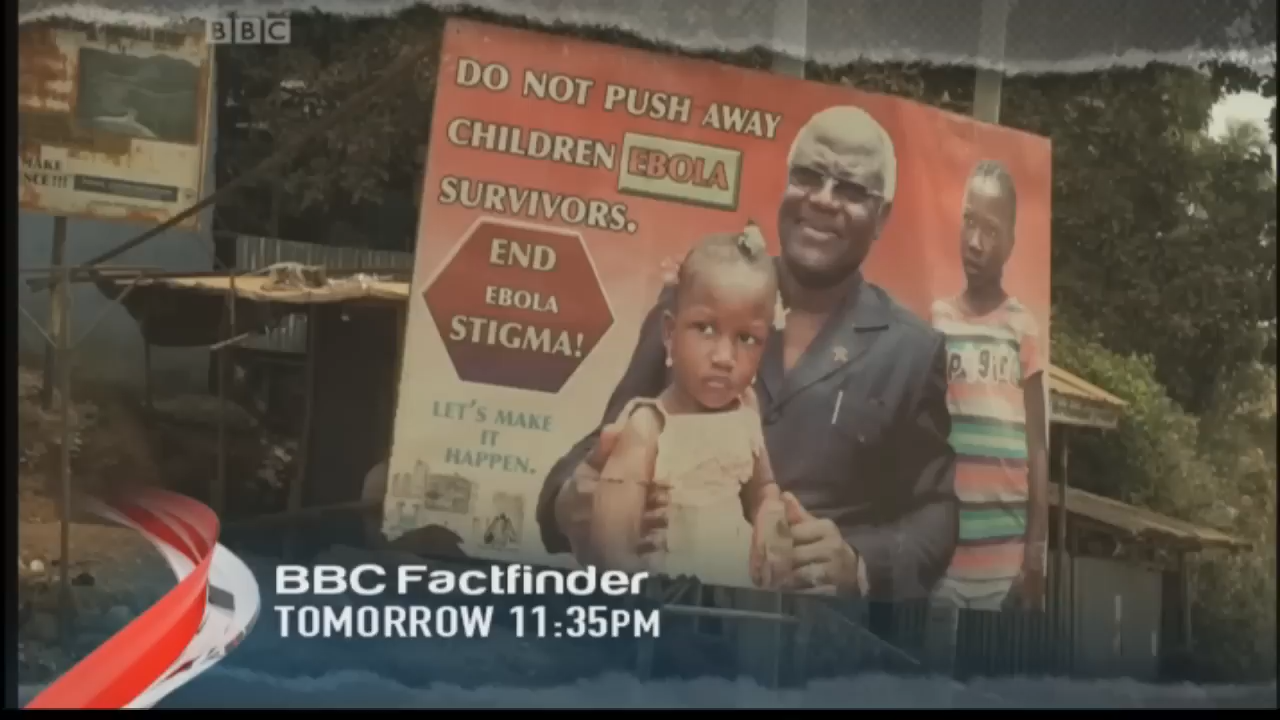 BBC
DO NOT PUSH AWAY
CHILDREN EBOLA
SURVIVORS.
END
EBOLA
STIGMA!
LET'S MAKE
IT
HAPPEN.
MAKE
BBC Factfinder
TOMORROW 11:35PM